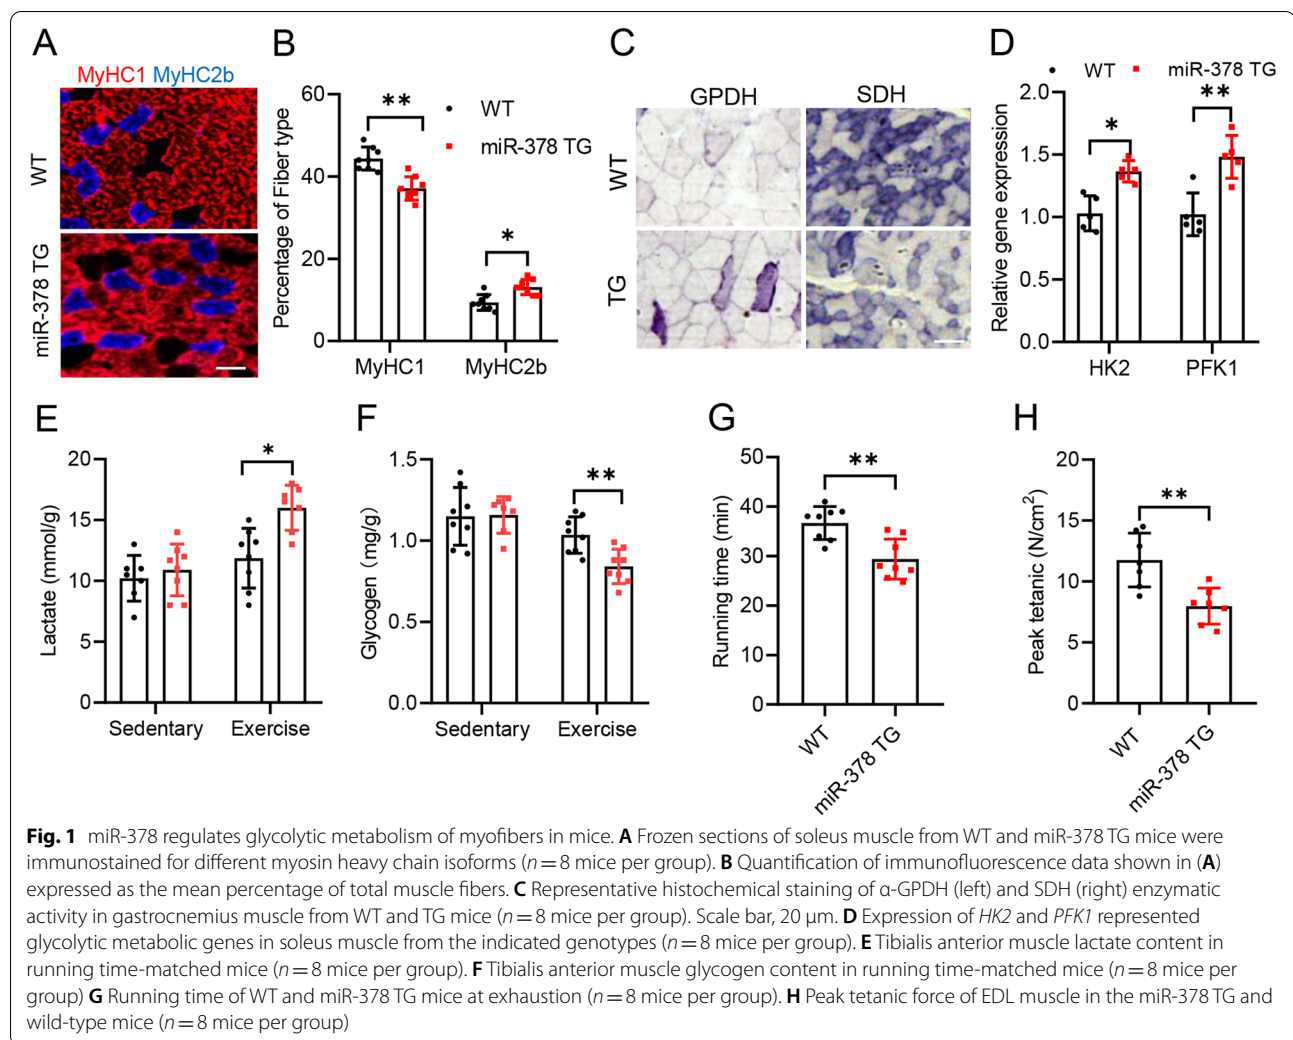 A
MyHC1 MyHC2b
WT
miR-378 TG
B
Percentage of Fiber type
60
40
20
0
**
*
WT
miR-378 TG
MyHC1
MyHC2b
C
GPDH
SDH
WT
TG
D
WT
miR-378 TG
Relative gene expression
2.0
1.5
1.0
0.5
0.0
*
**
HK2
PFK1
E
Lactate (mmol/g)
20
15
10
5
0
*
Sedentary
Exercise
F
Glycogen (mg/g)
1.5
1.0
0.5
0.0
**
Sedentary
Exercise
G
Running time (min)
50
40
30
20
10
0
**
WT
miR-378 TG
H
Peak tetanic (N/cm²)
20
15
10
5
0
**
WT
miR-378 TG
Fig. 1 miR-378 regulates glycolytic metabolism of myofibers in mice. A Frozen sections of soleus muscle from WT and miR-378 TG mice were
immunostained for different myosin heavy chain isoforms (n = 8 mice per group). B Quantification of immunofluorescence data shown in (A)
expressed as the mean percentage of total muscle fibers. C Representative histochemical staining of α-GPDH (left) and SDH (right) enzymatic
activity in gastrocnemius muscle from WT and TG mice (n = 8 mice per group). Scale bar, 20 μm. D Expression of HK2 and PFK1 represented
glycolytic metabolic genes in soleus muscle from the indicated genotypes (n = 8 mice per group). E Tibialis anterior muscle lactate content in
running time-matched mice (n = 8 mice per group). F Tibialis anterior muscle glycogen content in running time-matched mice (n = 8 mice per
group) G Running time of WT and miR-378 TG mice at exhaustion (n = 8 mice per group). H Peak tetanic force of EDL muscle in the miR-378 TG and
wild-type mice (n = 8 mice per group)